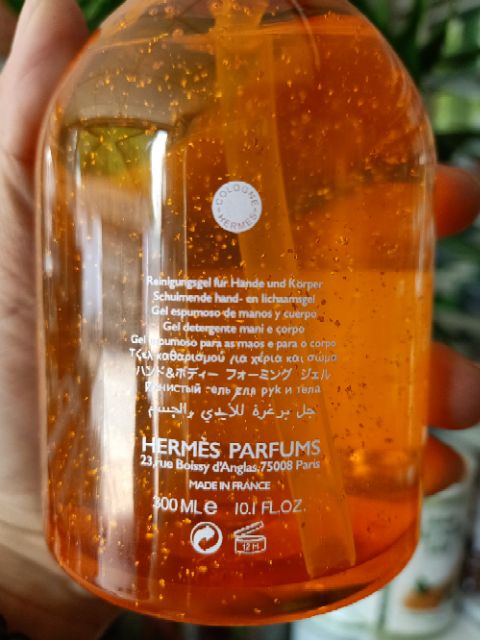 COLOGNE HERMÈS
Reinigungsgel für Hände und Körper
Schuimende hand- en lichaamsgel
Gel espumoso de manos y cuerpo
Gel detergente mani e corpo
Gel espumoso para as mãos e para o corpo
Τζελ καθαρισμού για χέρια και σώμα
ハンド&ボディー フォーミング ジェル
Пенистый гель для рук и тела
جل برغوة للأيدي والجسم
HERMÈS PARFUMS
23, rue Boissy d'Anglas 75008 Paris
MADE IN FRANCE
300 ML e 10.1 FL.OZ.
12 M